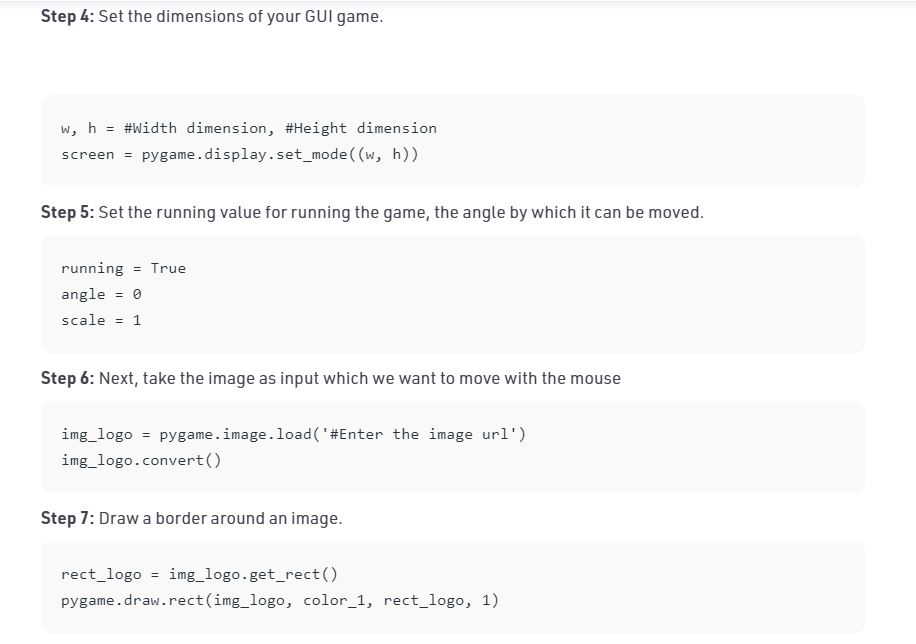 Step 4: Set the dimensions of your GUI game.
w, h = #Width dimension, #Height dimension
screen = pygame.display.set_mode((w, h))
Step 5: Set the running value for running the game, the angle by which it can be moved.
running = True
angle = 0
scale = 1
Step 6: Next, take the image as input which we want to move with the mouse
img_logo = pygame.image.load('#Enter the image url')
img_logo.convert()
Step 7: Draw a border around an image.
rect_logo = img_logo.get_rect()
pygame.draw.rect(img_logo, color_1, rect_logo, 1)